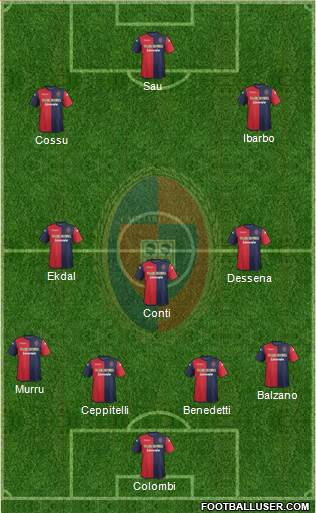 Sau
Cossu
Ibarbo
Ekdal
Dessena
Conti
Murru
Balzano
Ceppitelli
Benedetti
Colombi
FOOTBALLUSER.COM